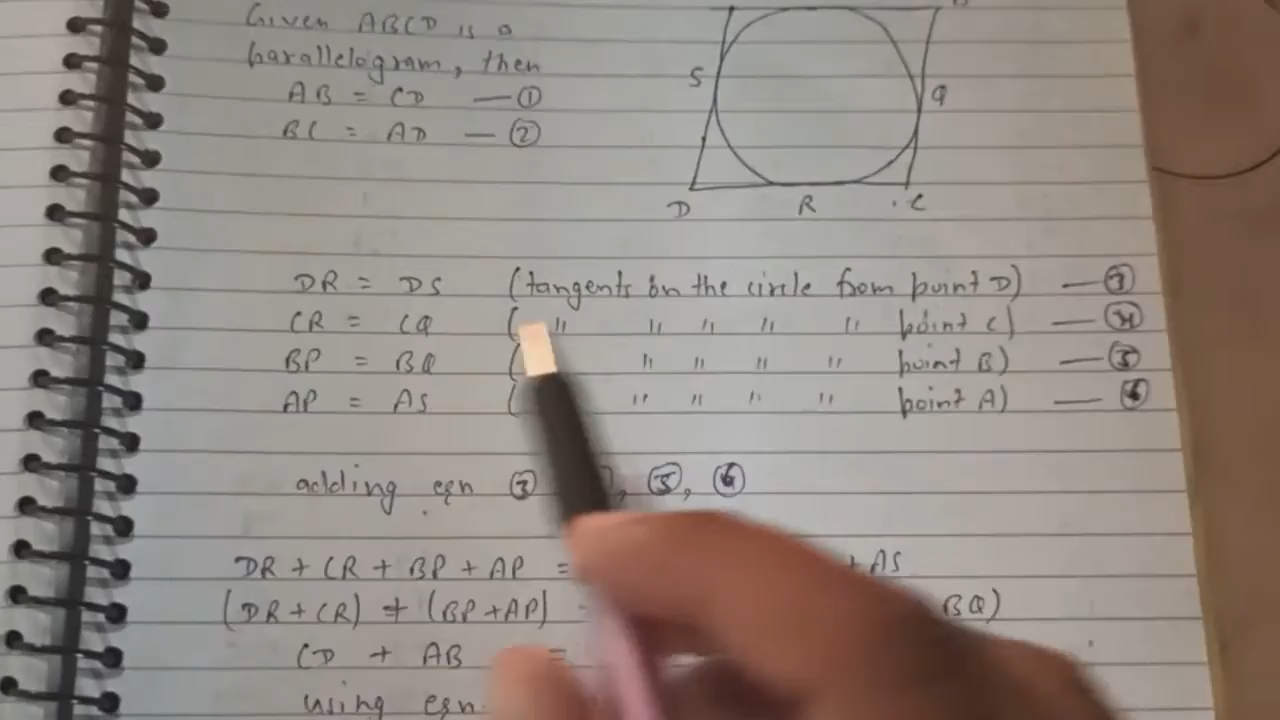 Given ABCD is a
parallelogram, then
AB = CD — ①
BC = AD — ②
S
Q
D R C
DR = DS (tangents on the circle from point D) — ③
CR = CQ ( " " " " " point C) — ④
BP = BQ ( " " " " point B) — ⑤
AP = AS ( " " " " point A) — ⑥
adding eqn ③ , ⑤, ⑥
DR + CR + BP + AP = + AS
(DR + CR) + (BP + AP) BQ)
CD + AB =
using eqn